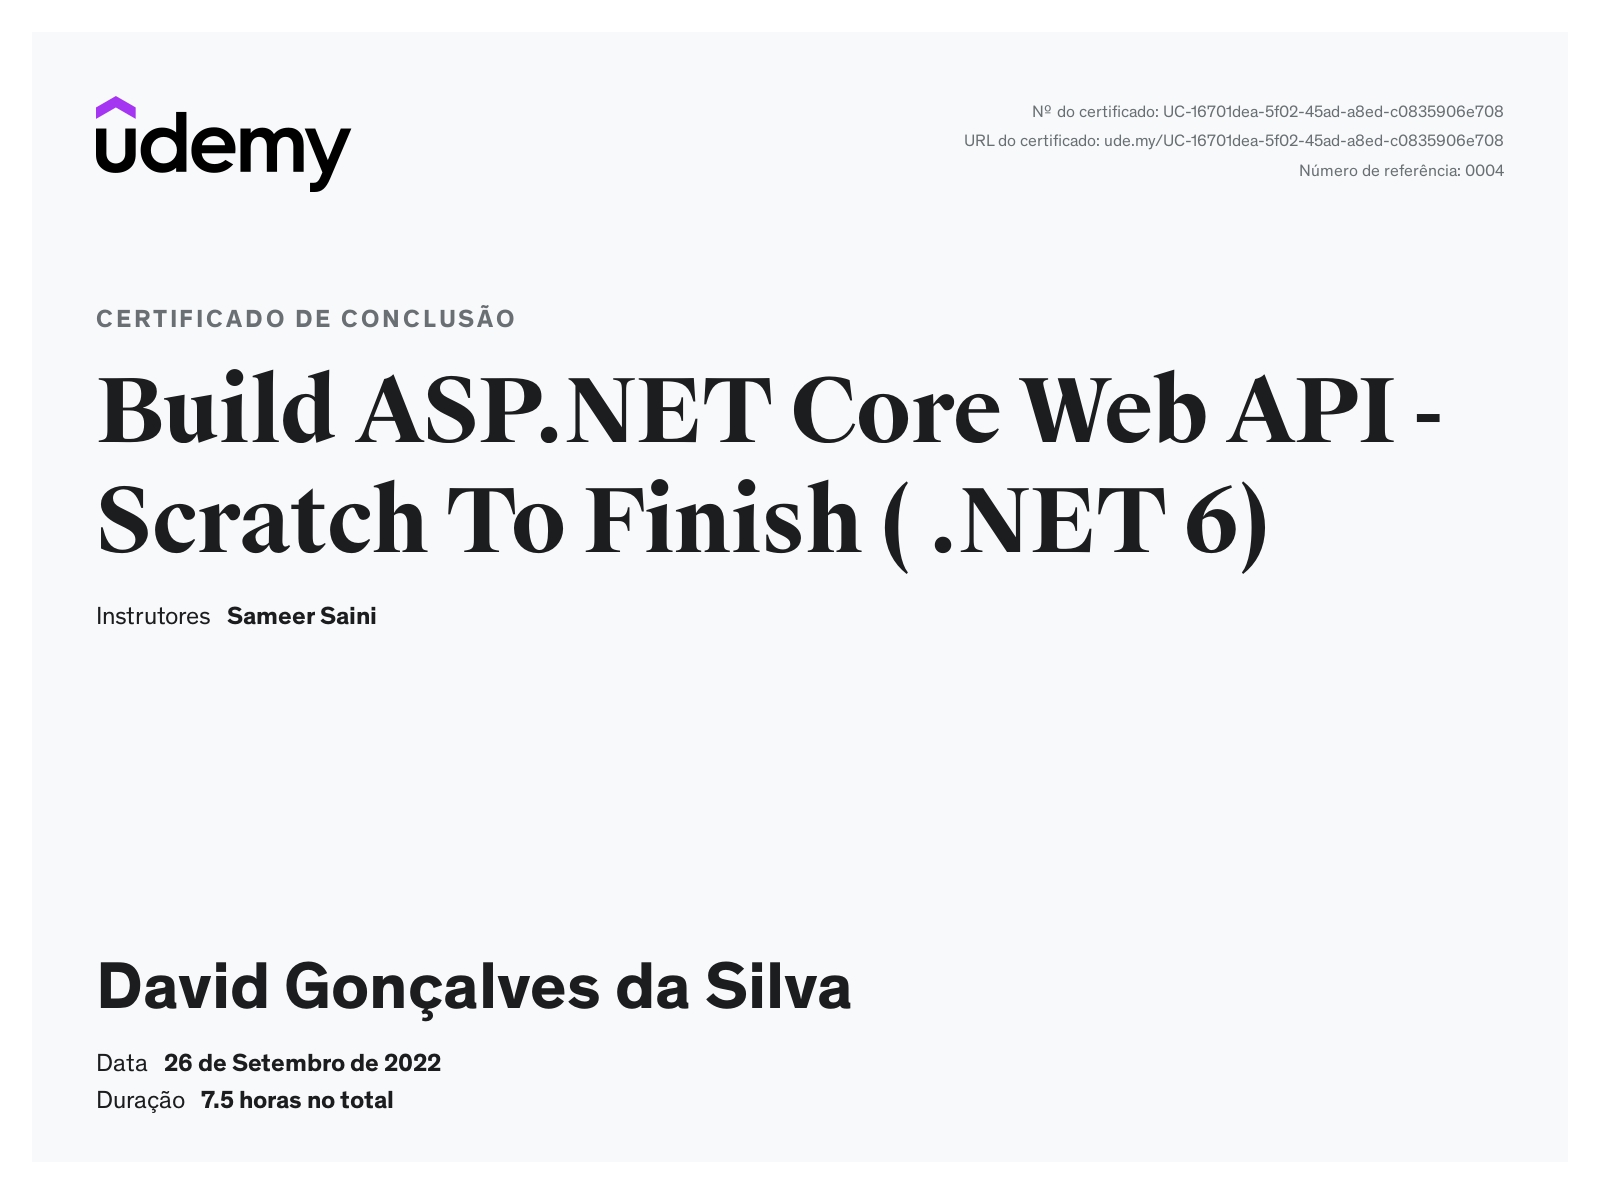 udemy
Nº do certificado: UC-16701dea-5f02-45ad-a8ed-c0835906e708
URL do certificado: ude.my/UC-16701dea-5f02-45ad-a8ed-c0835906e708
Número de referência: 0004
CERTIFICADO DE CONCLUSÃO
Build ASP.NET Core Web API -
Scratch To Finish ( .NET 6)
Instrutores Sameer Saini
David Gonçalves da Silva
Data 26 de Setembro de 2022
Duração 7.5 horas no total